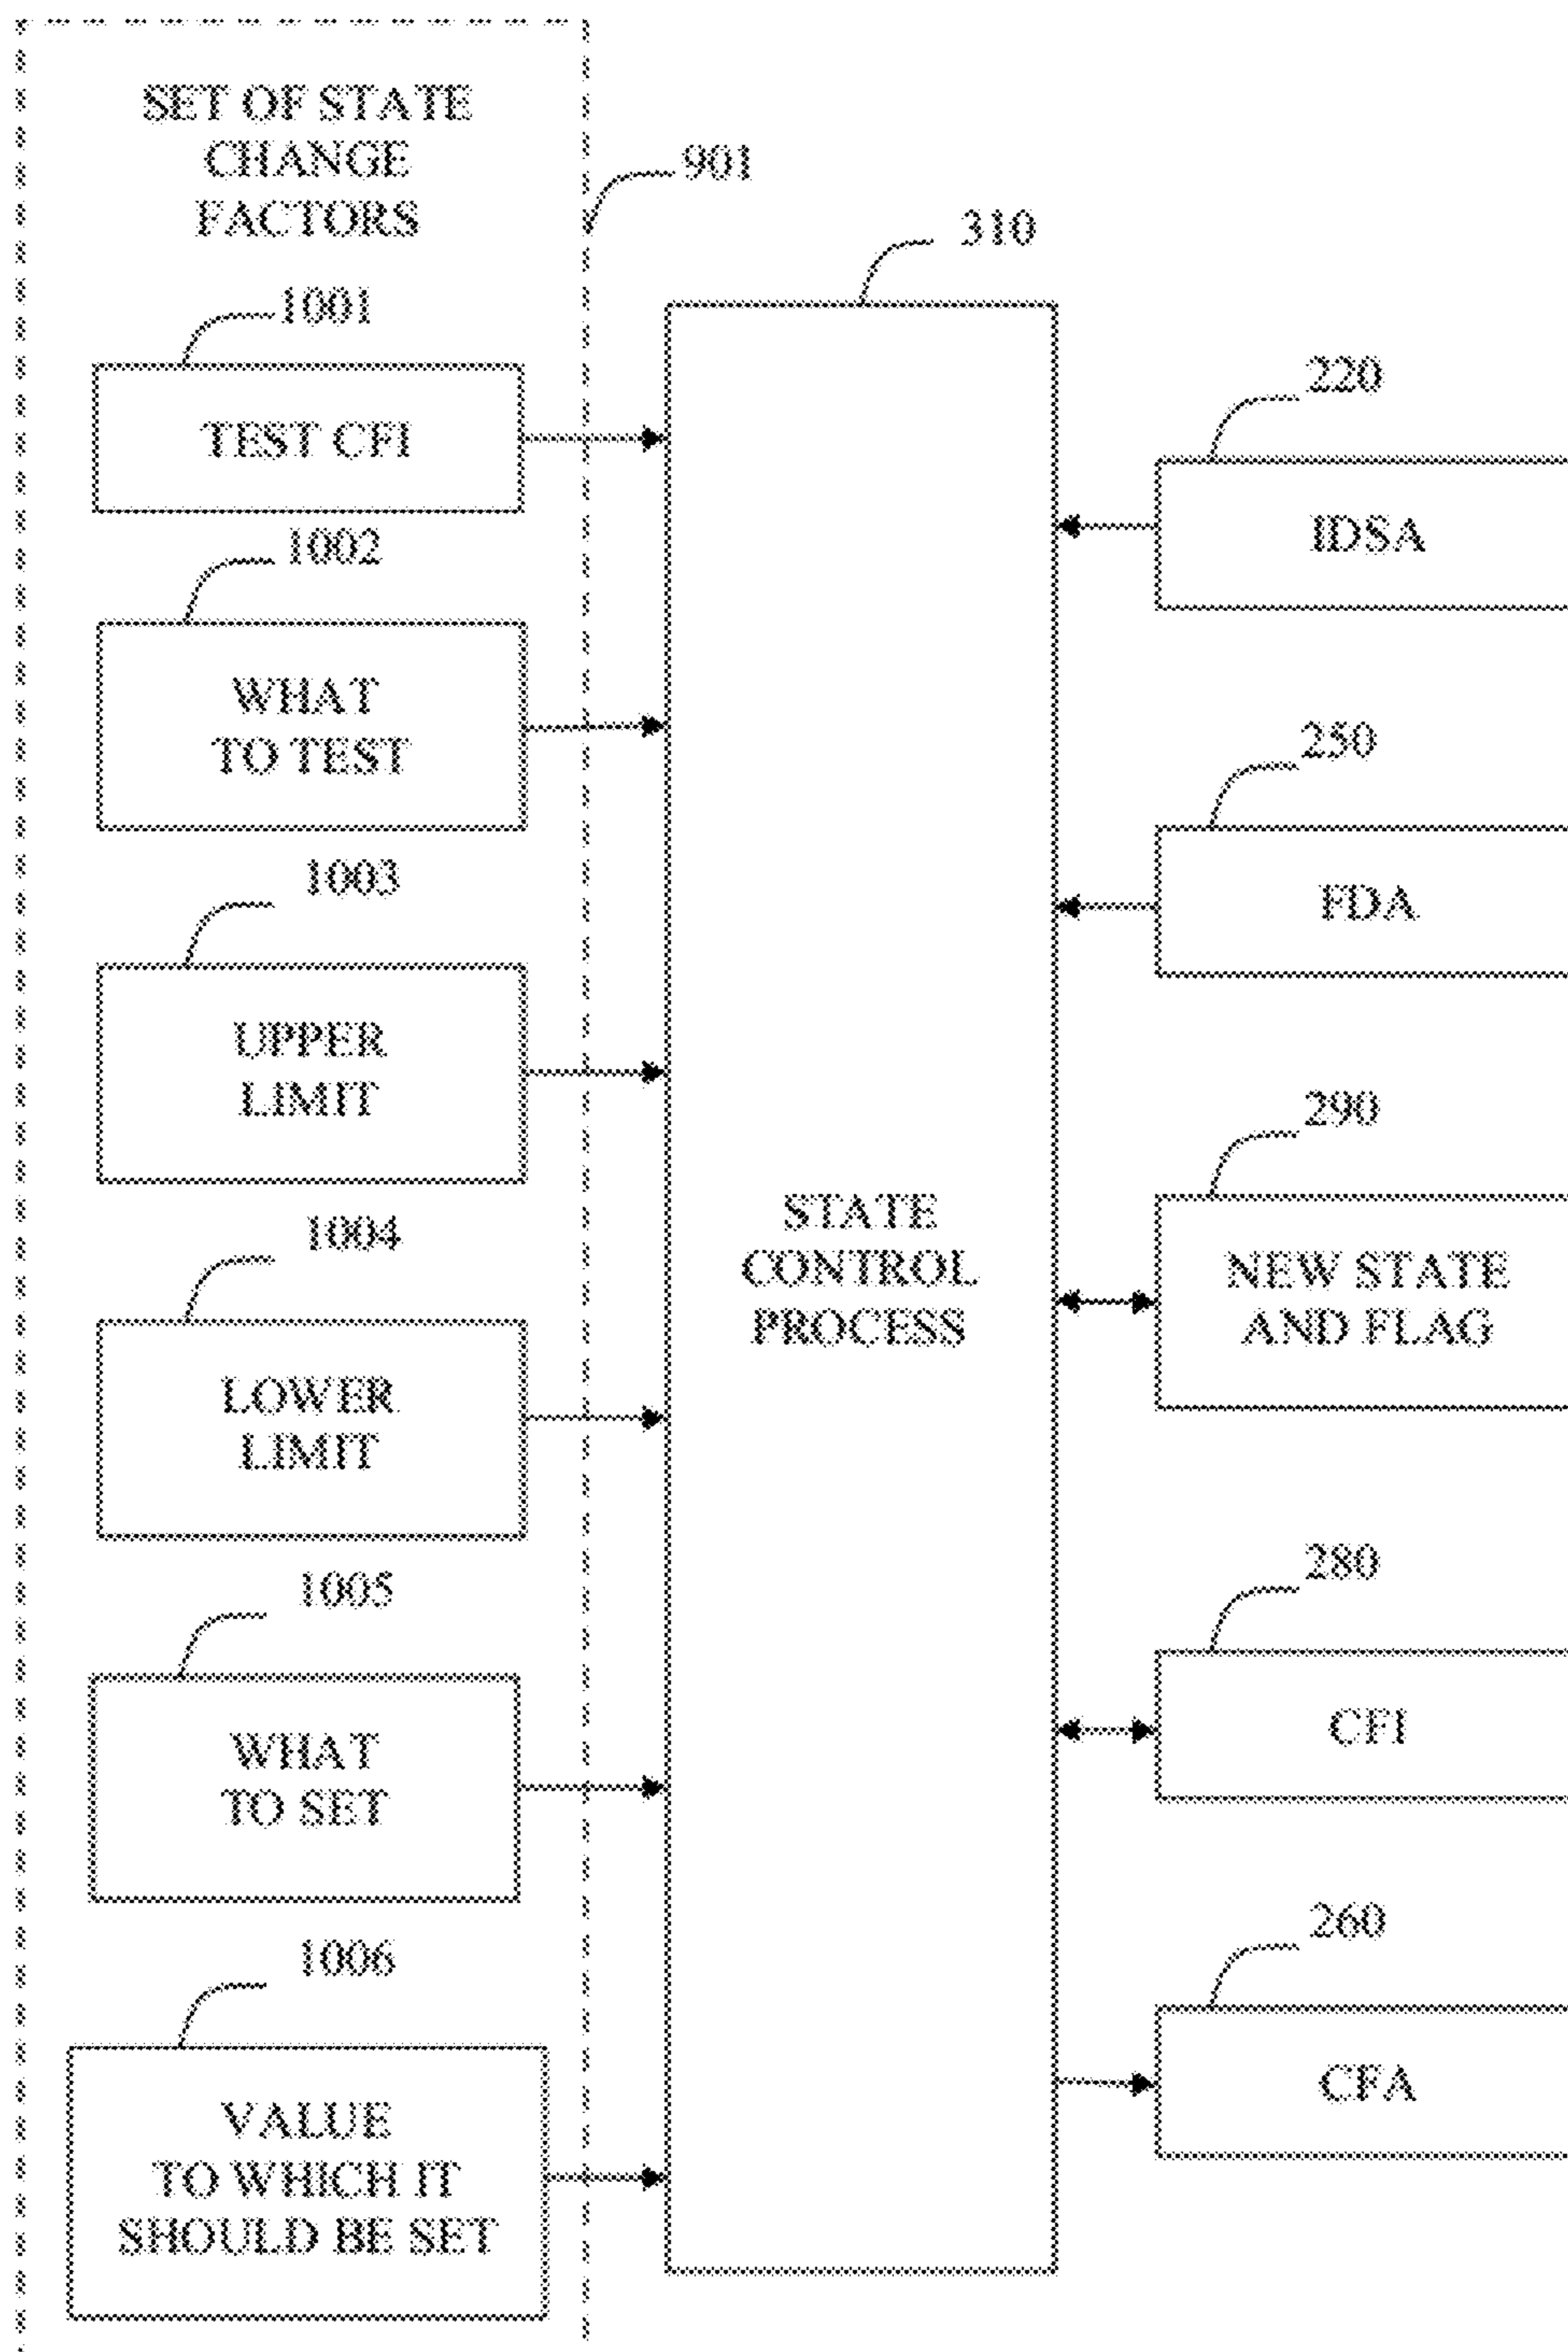 SET OF STATE
CHANGE
FACTORS
901
310
1001
TEST CFI
1002
WHAT
TO TEST
1003
UPPER
LIMIT
1004
LOWER
LIMIT
1005
WHAT
TO SET
1006
VALUE
TO WHICH IT
SHOULD BE SET
STATE
CONTROL
PROCESS
220
IDSA
250
FDA
290
NEW STATE
AND FLAG
280
CFI
260
CFA